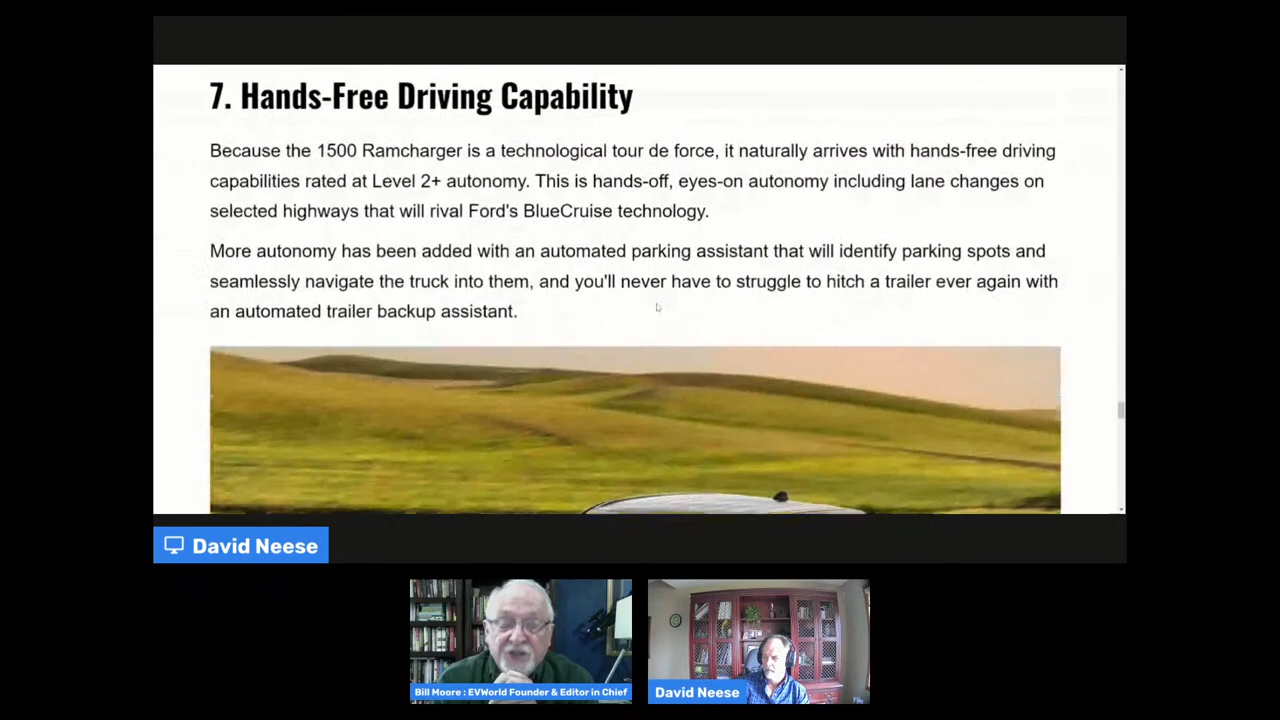 7. Hands-Free Driving Capability
Because the 1500 Ramcharger is a technological tour de force, it naturally arrives with hands-free driving
capabilities rated at Level 2+ autonomy. This is hands-off, eyes-on autonomy including lane changes on
selected highways that will rival Ford's BlueCruise technology.
More autonomy has been added with an automated parking assistant that will identify parking spots and
seamlessly navigate the truck into them, and you'll never have to struggle to hitch a trailer ever again with
an automated trailer backup assistant.
David Neese
Bill Moore : EVWorld Founder & Editor in Chief
David Neese